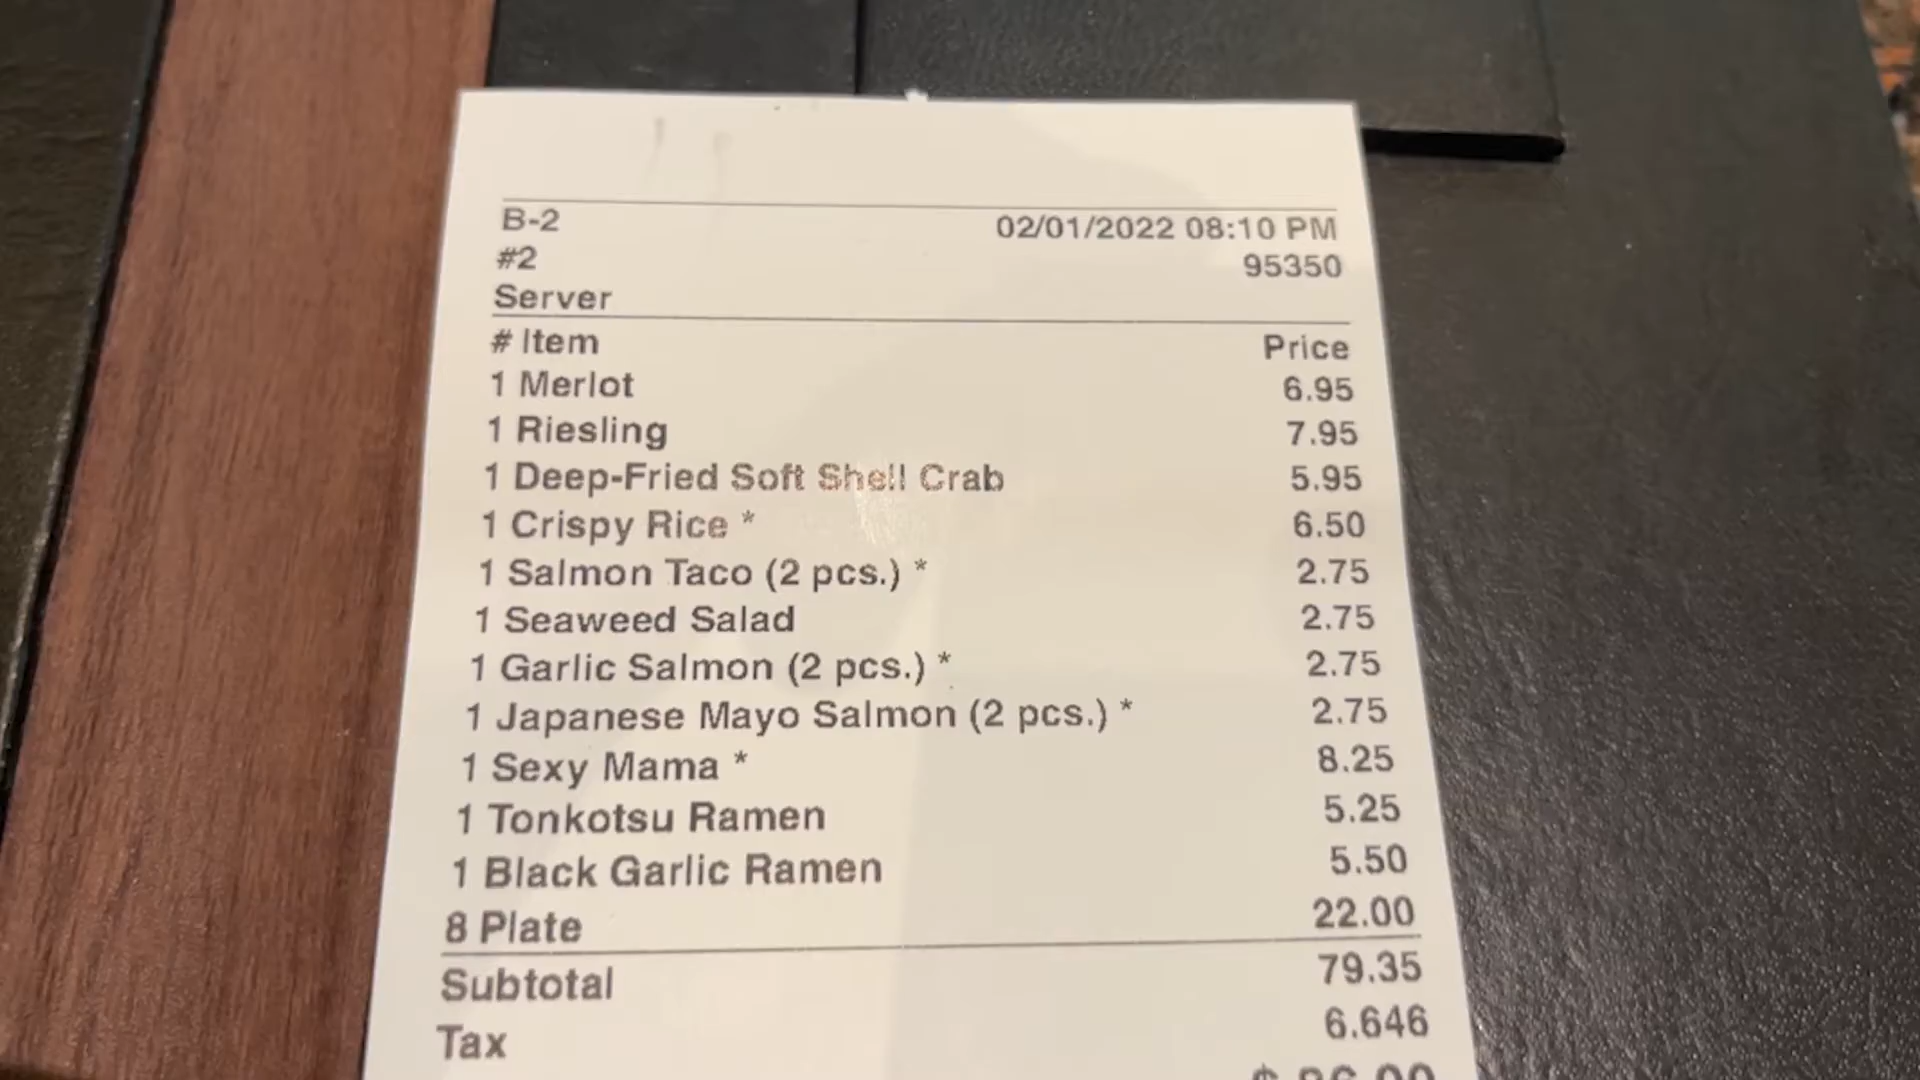 B-2 02/01/2022 08:10 PM
#2 95350
Server
# Item Price
1 Merlot 6.95
1 Riesling 7.95
1 Deep-Fried Soft Shell Crab 5.95
1 Crispy Rice * 6.50
1 Salmon Taco (2 pcs.) * 2.75
1 Seaweed Salad 2.75
1 Garlic Salmon (2 pcs.) * 2.75
1 Japanese Mayo Salmon (2 pcs.) * 2.75
1 Sexy Mama * 8.25
1 Tonkotsu Ramen 5.25
1 Black Garlic Ramen 5.50
8 Plate 22.00
Subtotal 79.35
Tax 6.646